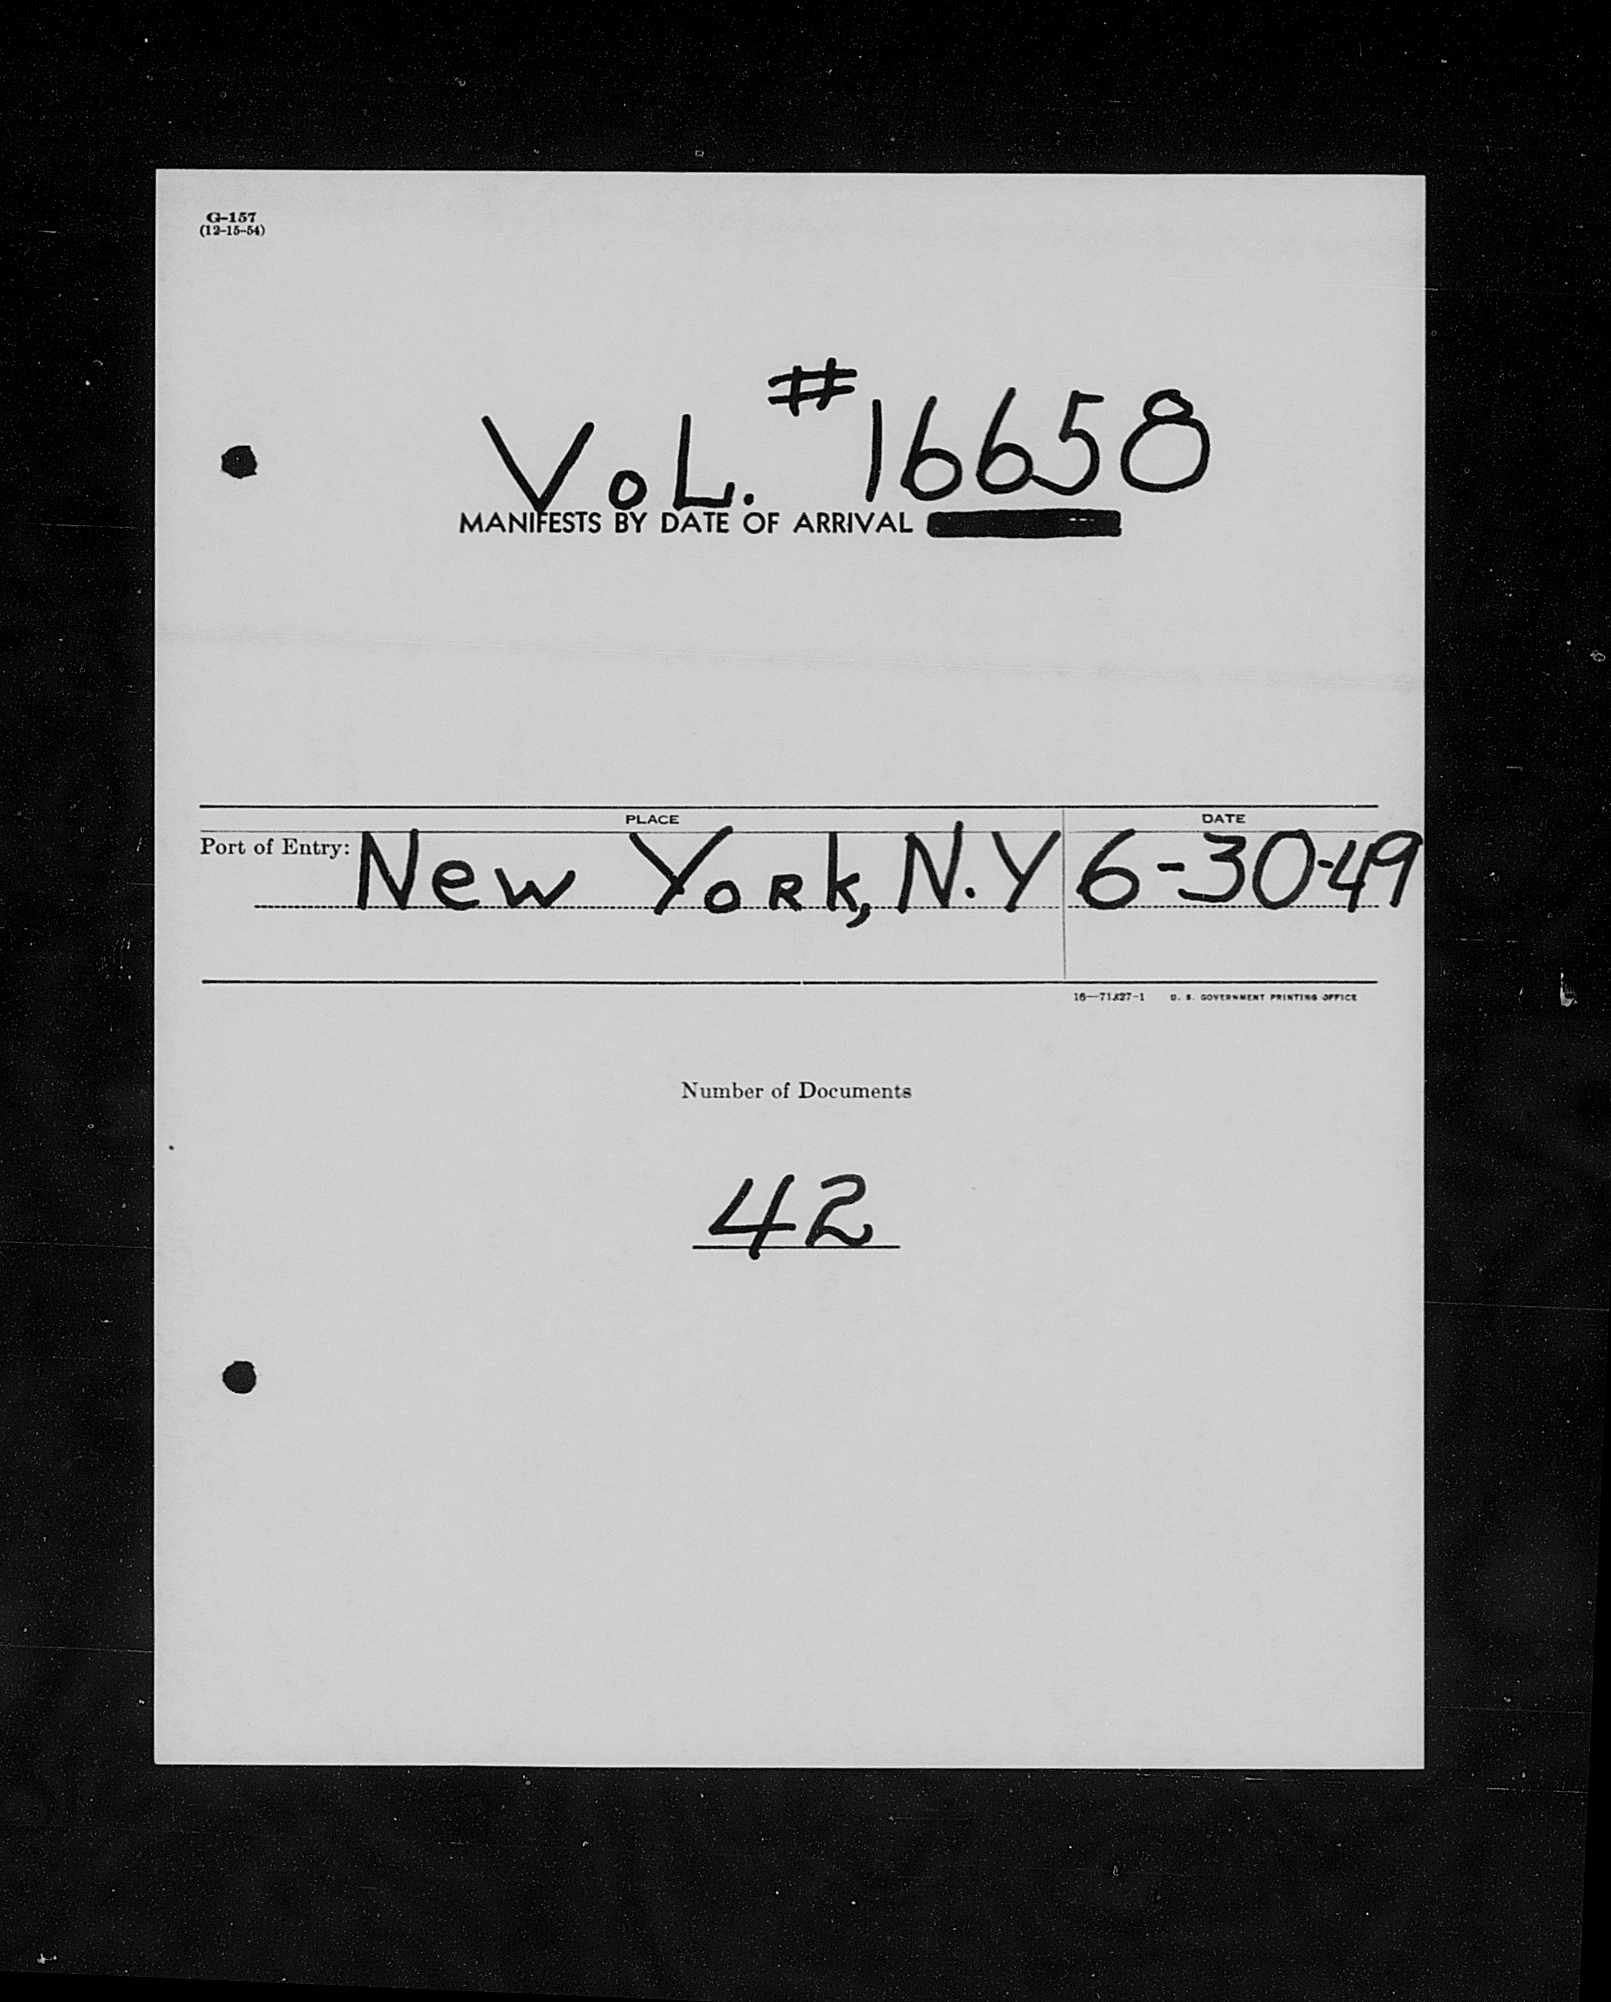 G-157
(12-15-54)
VoL. #16658
MANIFESTS BY DATE OF ARRIVAL
PLACE
DATE
Port of Entry: New York, N.Y 6-30-49
16—71427-1 U. S. GOVERNMENT PRINTING OFFICE
Number of Documents
42